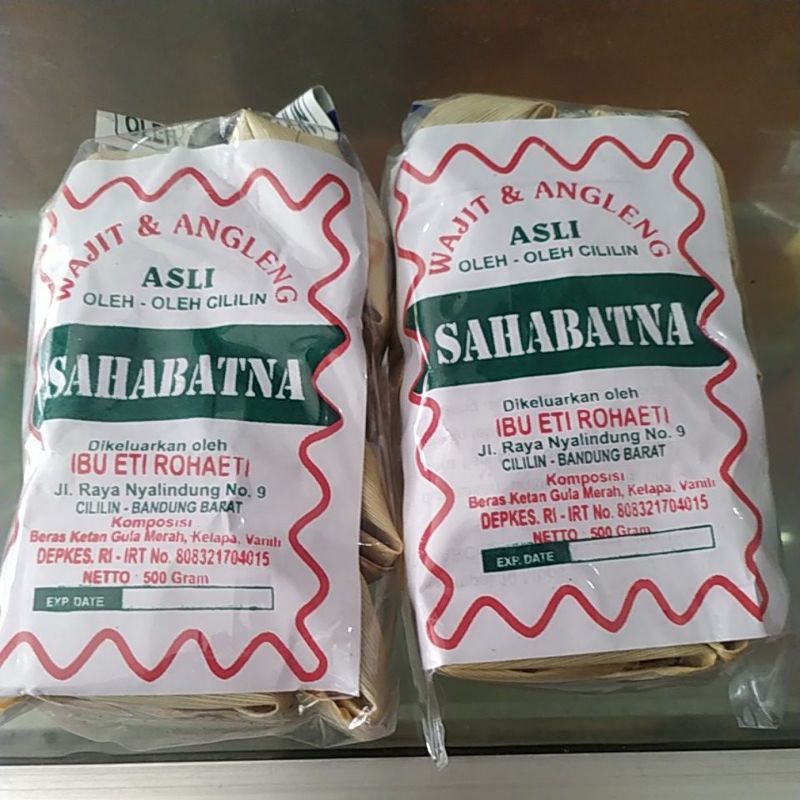 OLEH
WAJIT & ANGLENG
ASLI
OLEH - OLEH CILILIN
SAHABATNA
Dikeluarkan oleh
IBU ETI ROHAETI
Jl. Raya Nyalindung No. 9
CILILIN - BANDUNG BARAT
Komposisi
Beras Ketan Gula Merah, Kelapa, Vanili
DEPKES. RI - IRT No. 808321704015
NETTO : 500 Gram
EXP. DATE
WAJIT & ANGLENG
ASLI
OLEH - OLEH CILILIN
SAHABATNA
Dikeluarkan oleh
IBU ETI ROHAETI
Jl. Raya Nyalindung No. 9
CILILIN - BANDUNG BARAT
Komposisi
Beras Ketan Gula Merah, Kelapa, Vanili
DEPKES. RI - IRT No. 808321704015
NETTO : 500 Gram
EXP. DATE